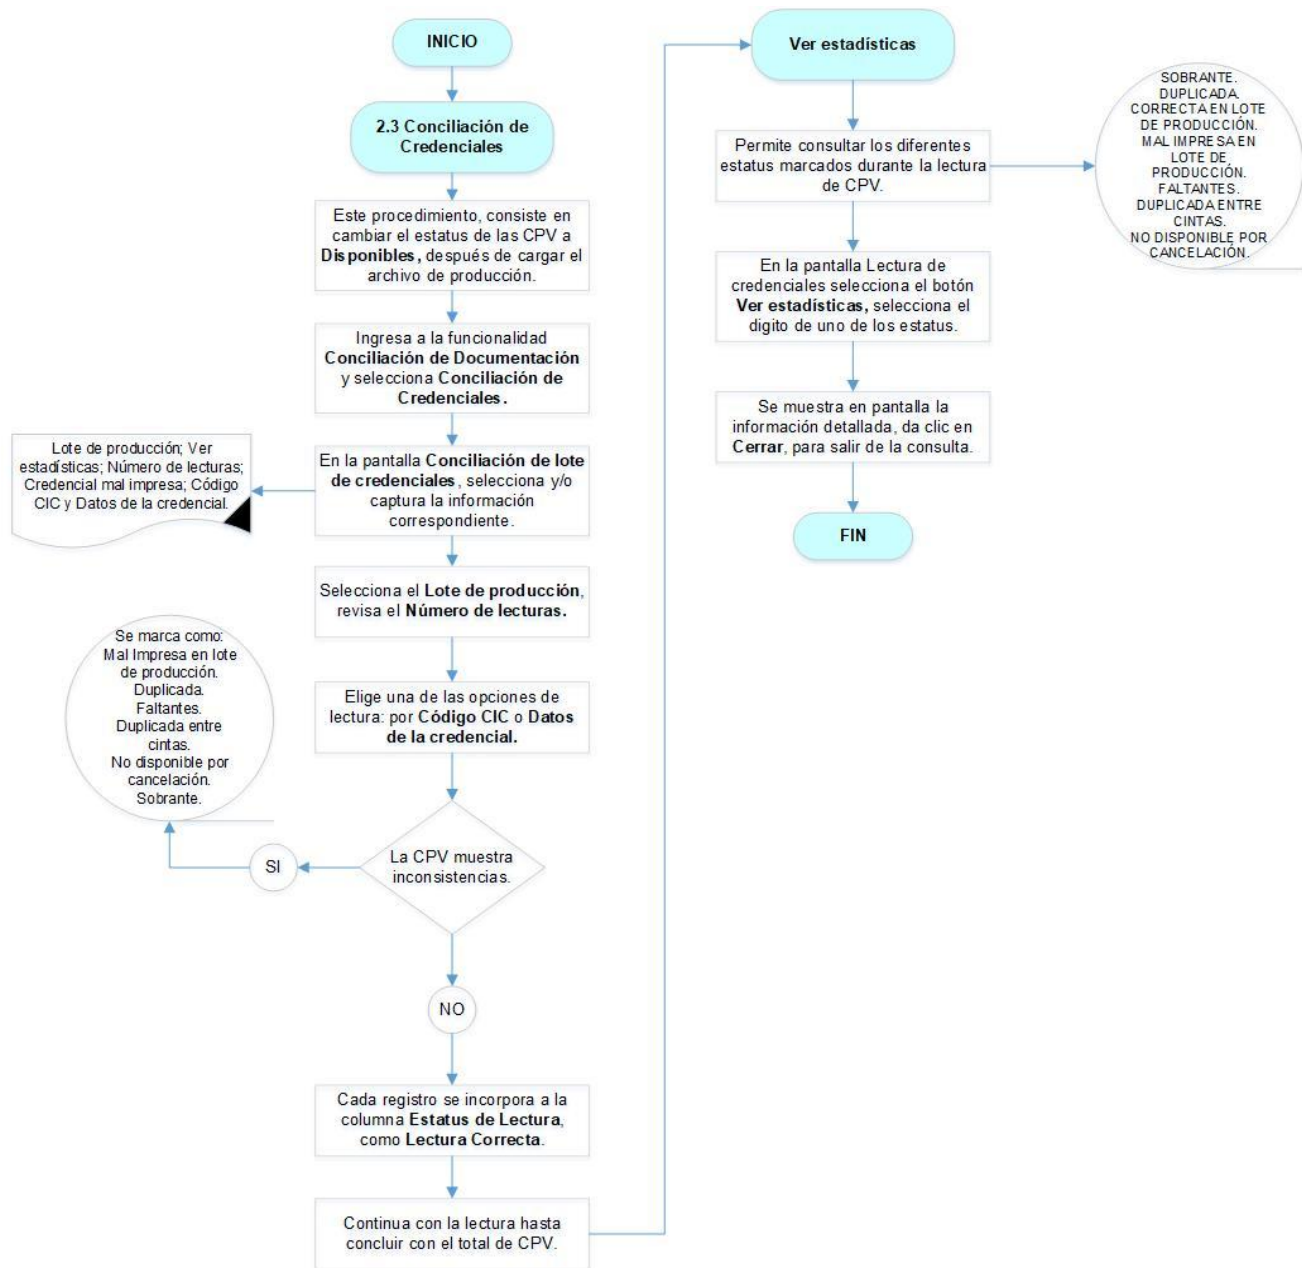 INICIO
2.3 Conciliación de
Credenciales
Este procedimiento, consiste en
cambiar el estatus de las CPV a
Disponibles, después de cargar el
archivo de producción.
Ingresa a la funcionalidad
Conciliación de Documentación
y selecciona Conciliación de
Credenciales.
En la pantalla Conciliación de lote
de credenciales, selecciona y/o
captura la información
correspondiente.
Lote de producción; Ver
estadísticas; Número de lecturas;
Credencial mal impresa; Código
CIC y Datos de la credencial.
Selecciona el Lote de producción,
revisa el Número de lecturas.
Elige una de las opciones de
lectura: por Código CIC o Datos
de la credencial.
La CPV muestra
inconsistencias.
SI
Se marca como:
Mal Impresa en lote
de producción.
Duplicada.
Faltantes.
Duplicada entre
cintas.
No disponible por
cancelación.
Sobrante.
NO
Cada registro se incorpora a la
columna Estatus de Lectura,
como Lectura Correcta.
Continua con la lectura hasta
concluir con el total de CPV.
Ver estadísticas
Permite consultar los diferentes
estatus marcados durante la lectura
de CPV.
SOBRANTE.
DUPLICADA.
CORRECTA EN LOTE
DE PRODUCCIÓN.
MAL IMPRESA EN
LOTE DE
PRODUCCIÓN.
FALTANTES.
DUPLICADA ENTRE
CINTAS.
NO DISPONIBLE POR
CANCELACIÓN.
En la pantalla Lectura de
credenciales selecciona el botón
Ver estadísticas, selecciona el
digito de uno de los estatus.
Se muestra en pantalla la
información detallada, da clic en
Cerrar, para salir de la consulta.
FIN